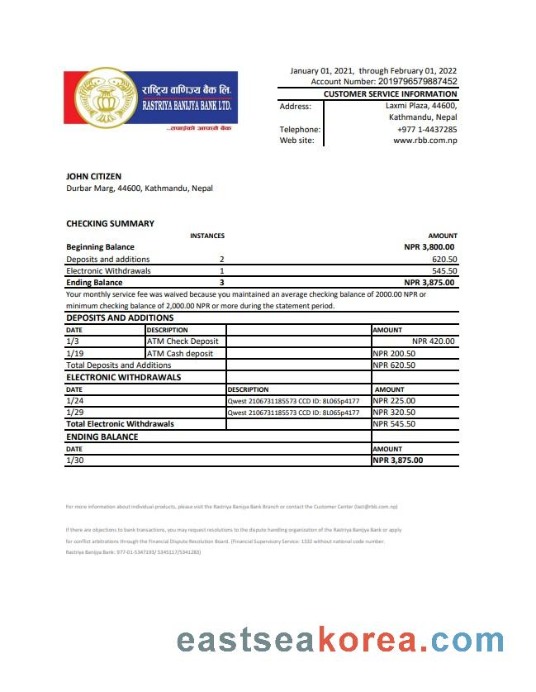 राष्ट्रिय वाणिज्य बैंक लि.
RASTRIYA BANIJYA BANK LTD.
...तपाईंको आफ्नै बैंक
January 01, 2021, through February 01, 2022
Account Number: 2019796579887452
CUSTOMER SERVICE INFORMATION
Address: Laxmi Plaza, 44600,
Kathmandu, Nepal
Telephone: +977 1-4437285
Web site: www.rbb.com.np
JOHN CITIZEN
Durbar Marg, 44600, Kathmandu, Nepal
CHECKING SUMMARY
INSTANCES AMOUNT
Beginning Balance NPR 3,800.00
Deposits and additions 2 620.50
Electronic Withdrawals 1 545.50
Ending Balance 3 NPR 3,875.00
Your monthly service fee was waived because you maintained an average checking balance of 2000.00 NPR or
minimum checking balance of 2,000.00 NPR or more during the statement period.
DEPOSITS AND ADDITIONS
DATE DESCRIPTION AMOUNT
1/3 ATM Check Deposit NPR 420.00
1/19 ATM Cash deposit NPR 200.50
Total Deposits and Additions NPR 620.50
ELECTRONIC WITHDRAWALS
DATE DESCRIPTION AMOUNT
1/24 Qwest 2106731185573 CCD ID: 8L065p4177 NPR 225.00
1/29 Qwest 2106731185573 CCD ID: 8L065p4177 NPR 320.50
Total Electronic Withdrawals NPR 545.50
ENDING BALANCE
DATE AMOUNT
1/30 NPR 3,875.00
For more information about individual products, please visit the Rastriya Banijya Bank Branch or contact the Customer Center
If there are objections to bank transactions, you may request resolutions to the dispute handling organization of the Rastriya Banijya Bank or apply
for conflict arbitrations through the Financial Dispute Resolution Board. (Financial Supervisory Service: 1332 without national code number.
Rastriya Banijya Bank: 977-01-5347193/
eastseakorea.com